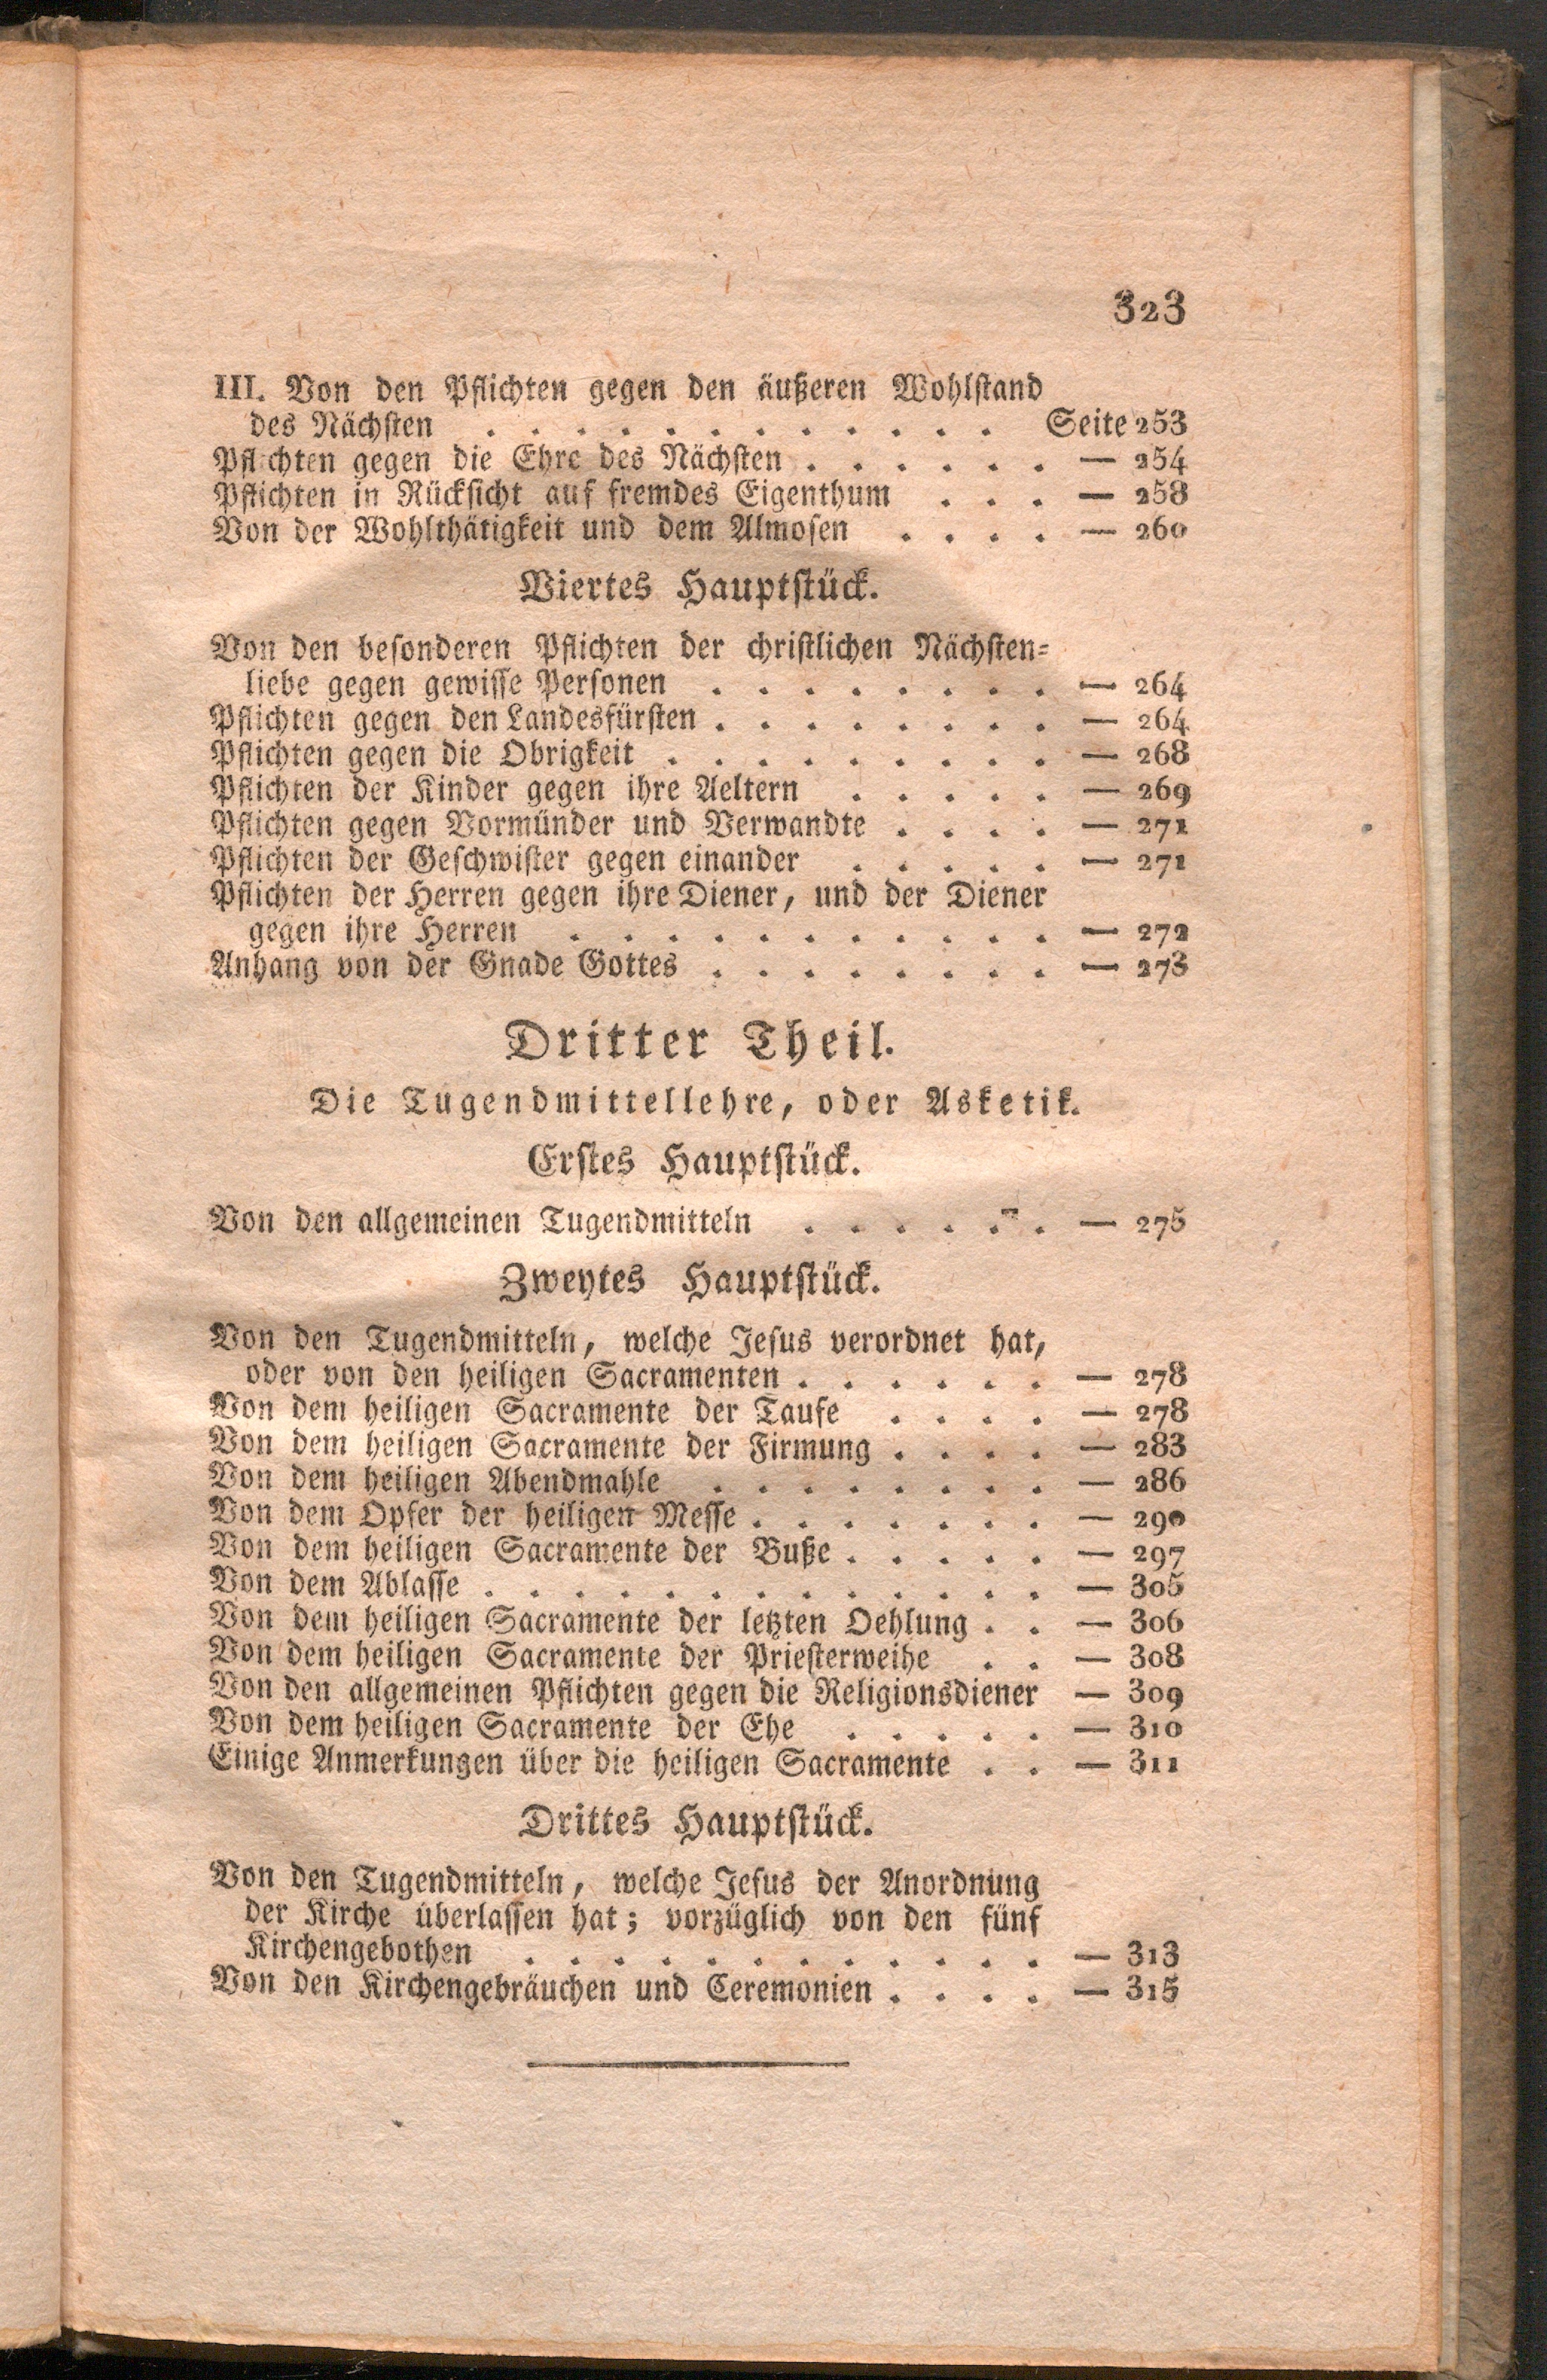 323
III. Von den Pflichten gegen den äußeren Wohlstand
des Nächsten . . . . . . . . . . . . Seite 253
Pflichten gegen die Ehre des Nächsten . . . . . . — 254
Pflichten in Rücksicht auf fremdes Eigenthum . . . — 258
Von der Wohlthätigkeit und dem Almosen . . . . — 260
Viertes Hauptstück.
Von den besonderen Pflichten der christlichen Nächsten-
liebe gegen gewisse Personen . . . . . . . . — 264
Pflichten gegen den Landesfürsten . . . . . . . . — 264
Pflichten gegen die Obrigkeit . . . . . . . . . — 268
Pflichten der Kinder gegen ihre Aeltern . . . . . — 269
Pflichten gegen Vormünder und Verwandte . . . . — 271
Pflichten der Geschwister gegen einander . . . . . — 271
Pflichten der Herren gegen ihre Diener, und der Diener
gegen ihre Herren . . . . . . . . . . . — 272
Anhang von der Gnade Gottes . . . . . . . . — 273
Dritter Theil.
Die Tugendmittellehre, oder Asketik.
Erstes Hauptstück.
Von den allgemeinen Tugendmitteln . . . . . . — 275
Zweytes Hauptstück.
Von den Tugendmitteln, welche Jesus verordnet hat,
oder von den heiligen Sacramenten . . . . . . — 278
Von dem heiligen Sacramente der Taufe . . . . — 278
Von dem heiligen Sacramente der Firmung . . . . — 283
Von dem heiligen Abendmahle . . . . . . . . — 286
Von dem Opfer der heiligen Messe . . . . . . . — 290
Von dem heiligen Sacramente der Buße . . . . . — 297
Von dem Ablasse . . . . . . . . . . . . . — 305
Von dem heiligen Sacramente der letzten Oehlung . . — 306
Von dem heiligen Sacramente der Priesterweihe . . — 308
Von den allgemeinen Pflichten gegen die Religionsdiener — 309
Von dem heiligen Sacramente der Ehe . . . . . — 310
Einige Anmerkungen über die heiligen Sacramente . . — 311
Drittes Hauptstück.
Von den Tugendmitteln, welche Jesus der Anordnung
der Kirche überlassen hat; vorzüglich von den fünf
Kirchengebothen . . . . . . . . . . . . — 313
Von den Kirchengebräuchen und Ceremonien . . . . — 315